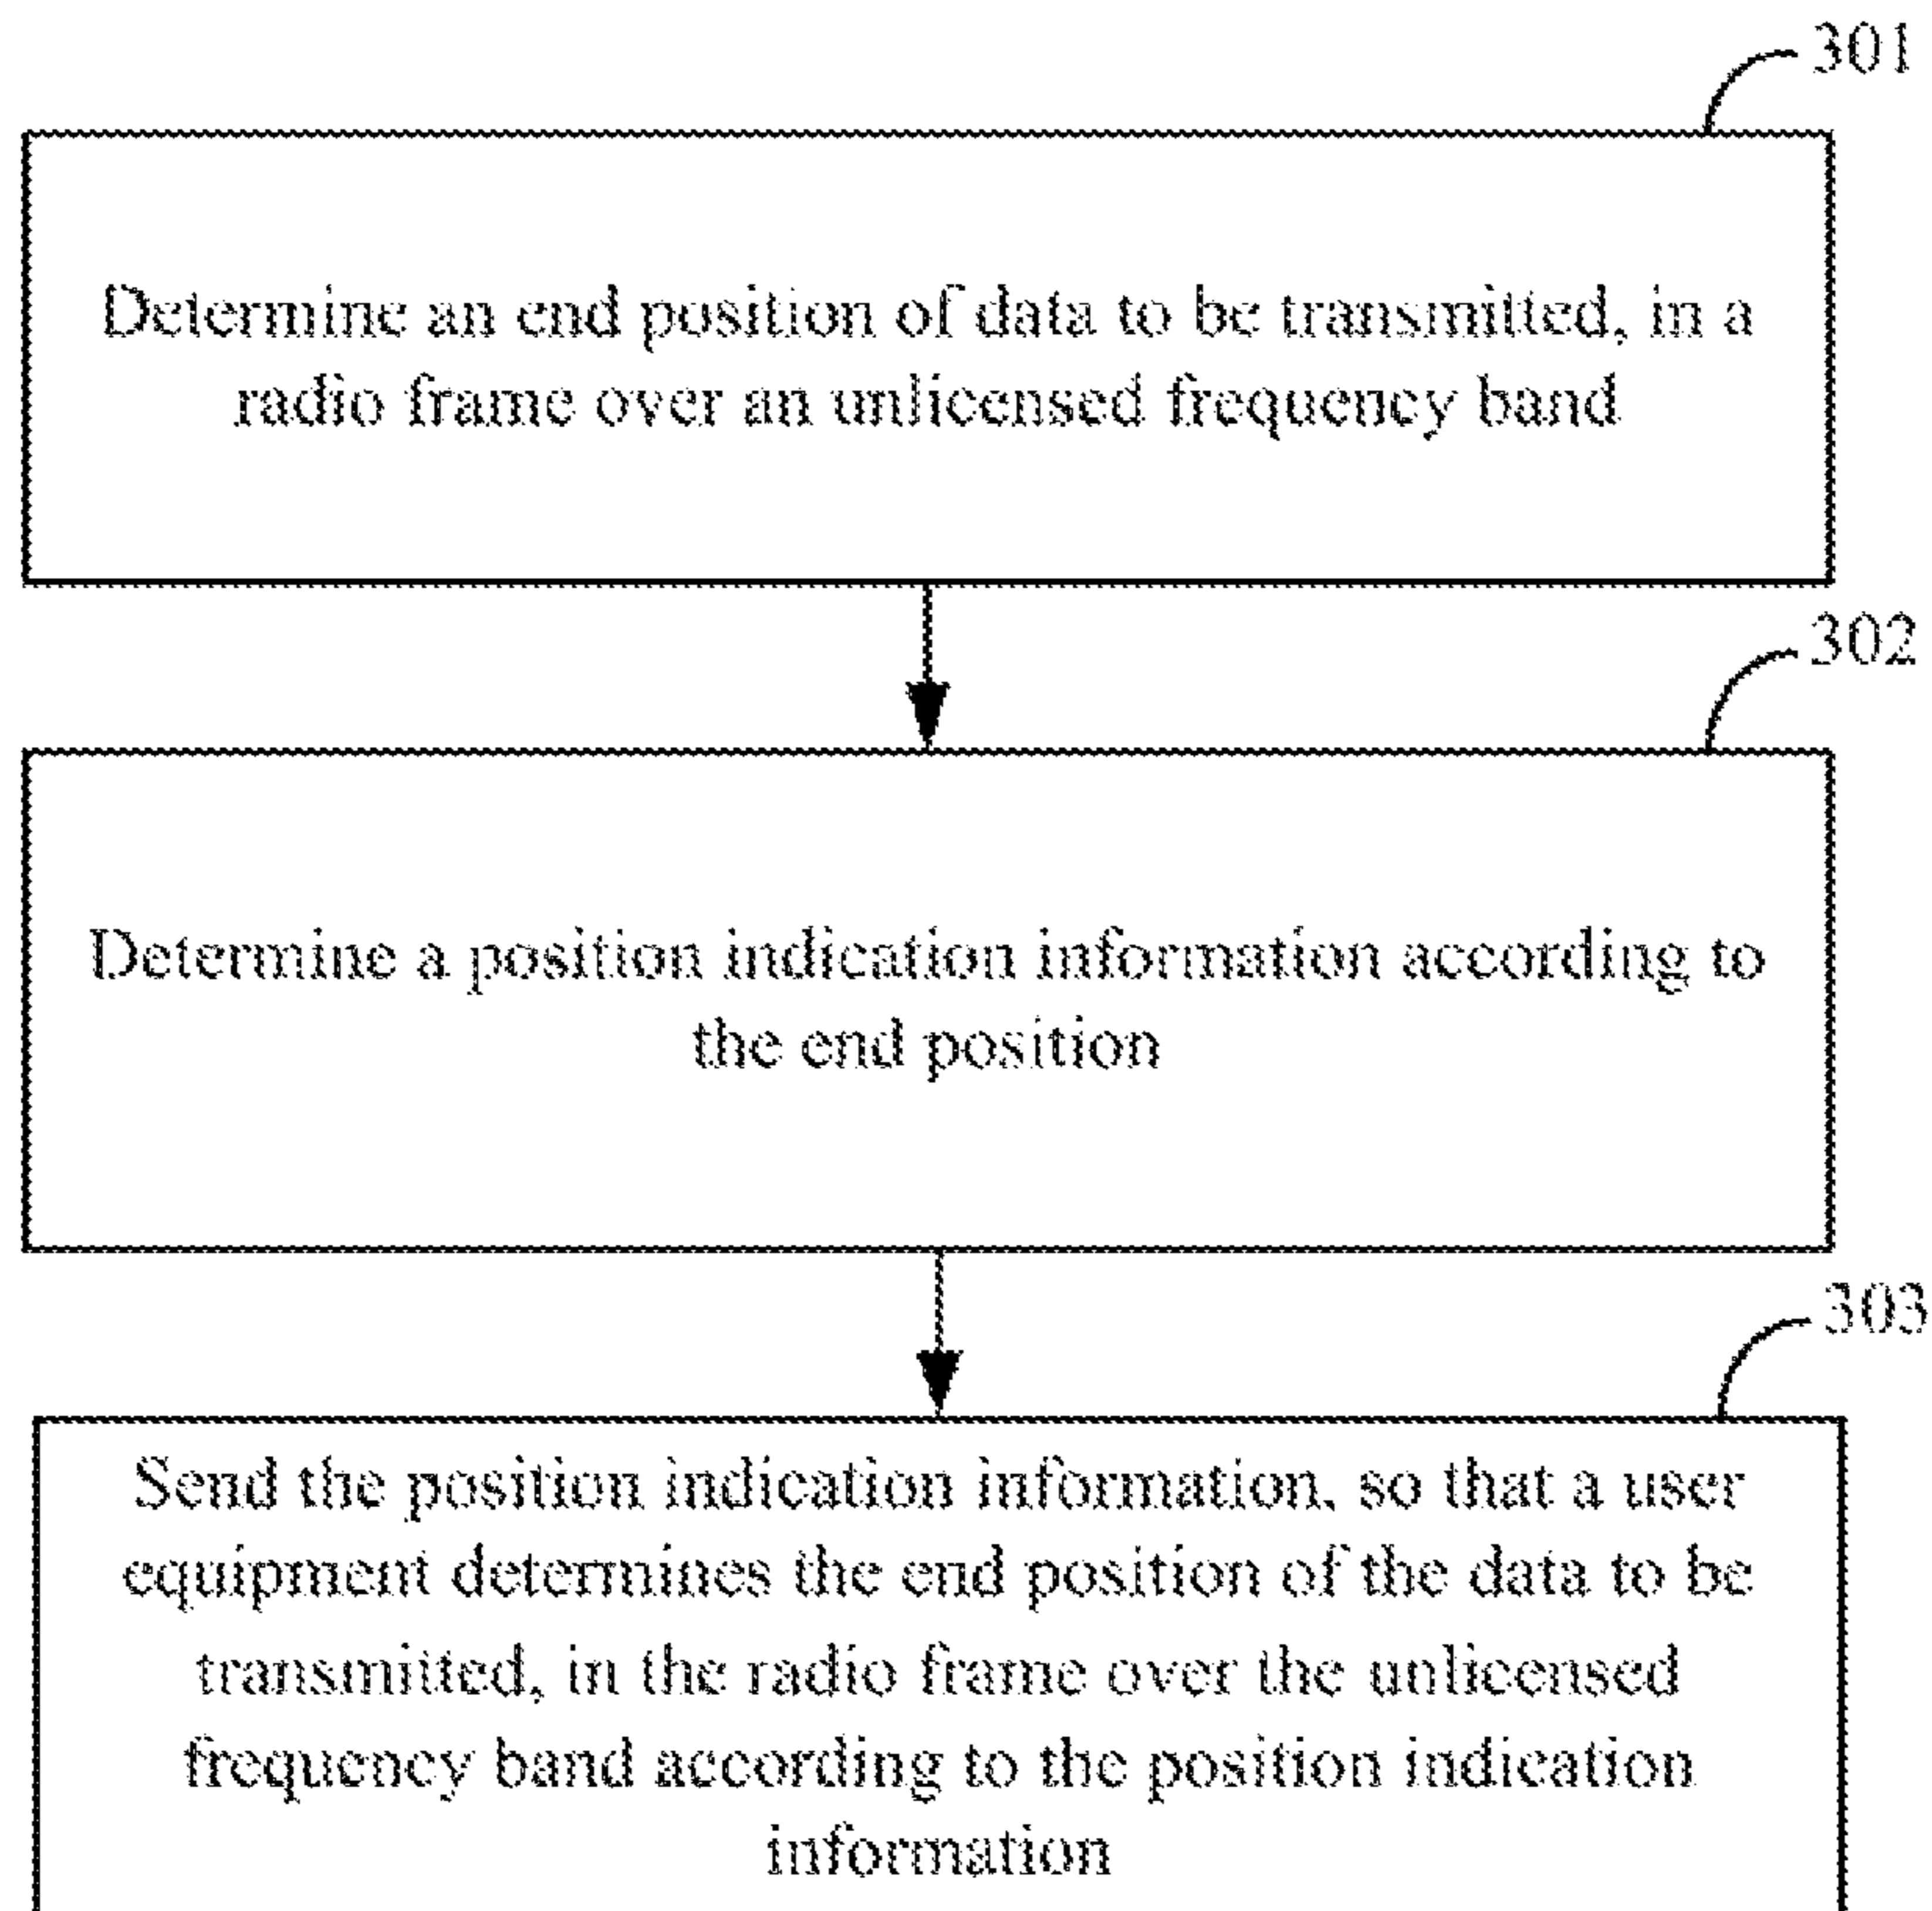 301
Determine an end position of data to be transmitted, in a
radio frame over an unlicensed frequency band
302
Determine a position indication information according to
the end position
303
Send the position indication information, so that a user
equipment determines the end position of the data to be
transmitted, in the radio frame over the unlicensed
frequency band according to the position indication
information